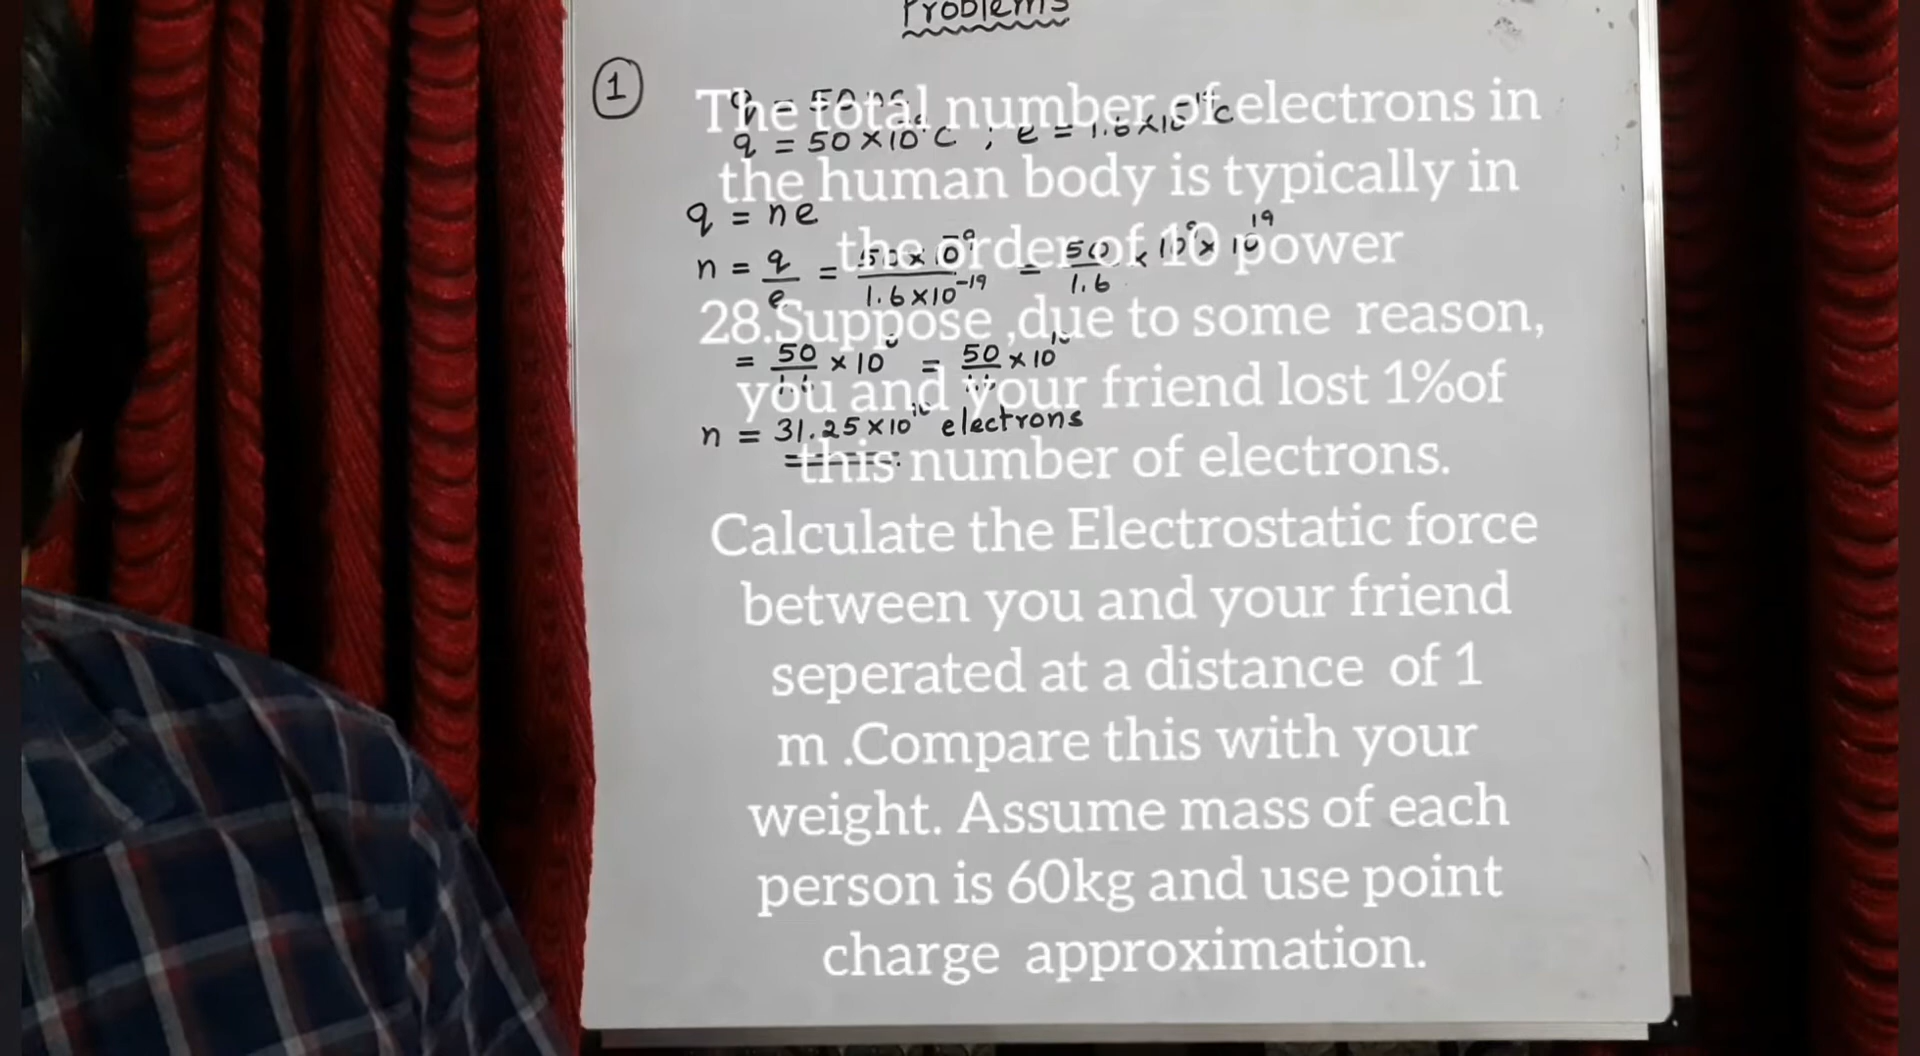 Problems
1
q = 50 nc
q = 50 × 10⁻⁹ C ; e = 1.6 × 10⁻¹⁹ C
q = ne
n = q/e = 50 × 10⁻⁹ / 1.6 × 10⁻¹⁹ = 50/1.6 × 10⁻⁹ × 10¹⁹
= 50/1.6 × 10 = 50/1.6 × 10¹⁰
n = 31.25 × 10¹⁰ electrons
The total number of electrons in
the human body is typically in
the order of 10 power
28.Suppose ,due to some reason,
you and your friend lost 1%of
this number of electrons.
Calculate the Electrostatic force
between you and your friend
seperated at a distance of 1
m .Compare this with your
weight. Assume mass of each
person is 60kg and use point
charge approximation.